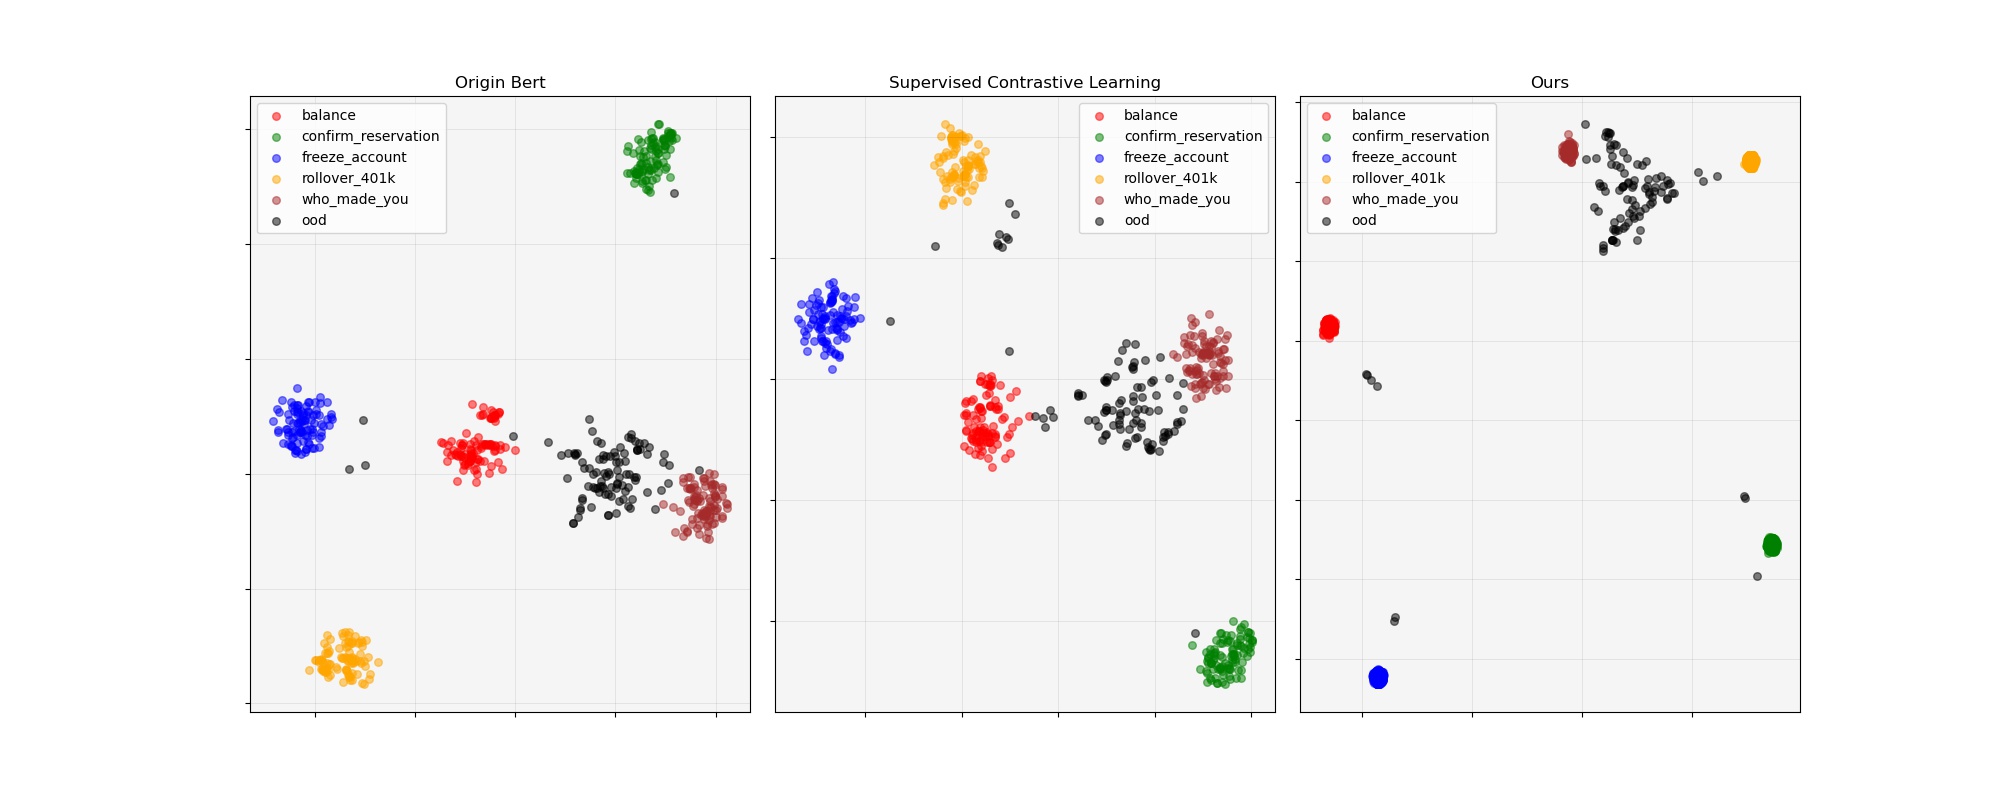 Origin Bert
balance
confirm_reservation
freeze_account
rollover_401k
who_made_you
ood
Supervised Contrastive Learning
balance
confirm_reservation
freeze_account
rollover_401k
who_made_you
ood
Ours
balance
confirm_reservation
freeze_account
rollover_401k
who_made_you
ood